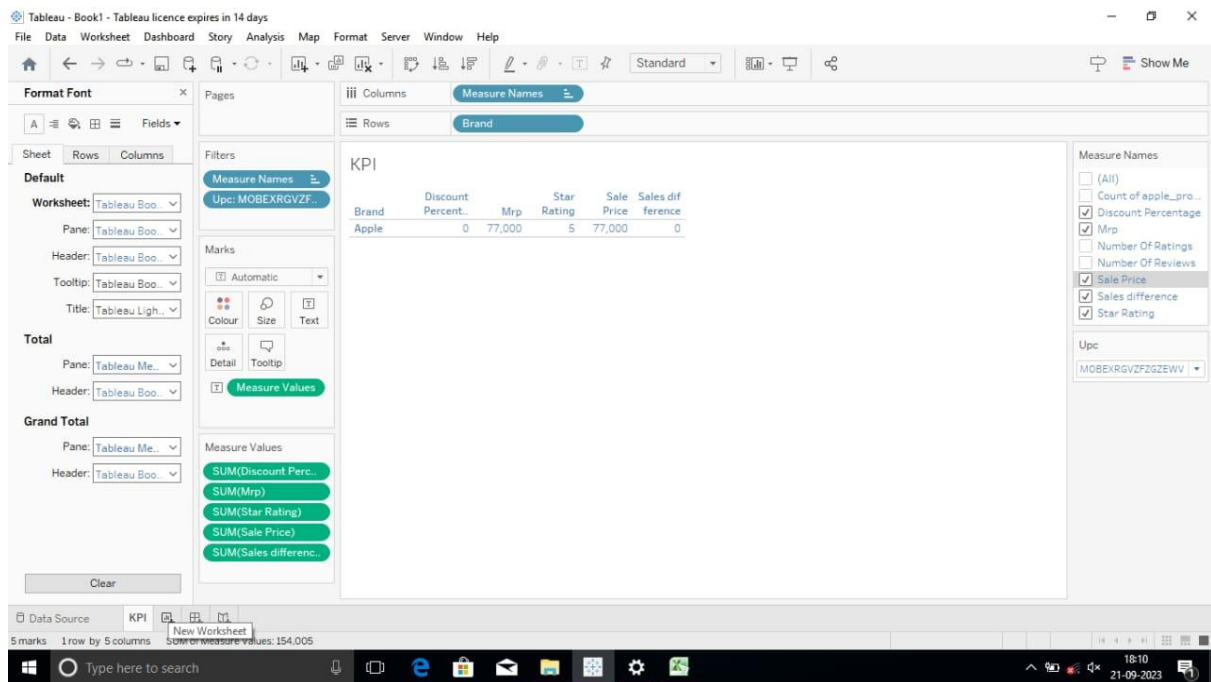 Tableau - Book1 - Tableau licence expires in 14 days
File Data Worksheet Dashboard Story Analysis Map Format Server Window Help
Standard
Show Me
Format Font
Fields
Sheet Rows Columns
Default
Worksheet: Tableau Boo..
Pane: Tableau Boo..
Header: Tableau Boo..
Tooltip: Tableau Boo..
Title: Tableau Ligh..
Total
Pane: Tableau Me..
Header: Tableau Boo..
Grand Total
Pane: Tableau Me..
Header: Tableau Boo..
Clear
Pages
Filters
Measure Names
Upc: MOBEXRGVZF..
Marks
Automatic
Colour Size Text
Detail Tooltip
Measure Values
Measure Values
SUM(Discount Perc..
SUM(Mrp)
SUM(Star Rating)
SUM(Sale Price)
SUM(Sales differenc..
Columns Measure Names
Rows Brand
KPI
Discount Star Sale Sales dif
Brand Percent.. Mrp Rating Price ference
Apple 0 77,000 5 77,000 0
Measure Names
(All)
Count of apple_pro...
Discount Percentage
Mrp
Number Of Ratings
Number Of Reviews
Sale Price
Sales difference
Star Rating
Upc
MOBEXRGVZFZGZEWV
Data Source KPI
New Worksheet
5 marks 1 row by 5 columns SUM of Measure Values: 154,005
Type here to search
18:10
21-09-2023
1